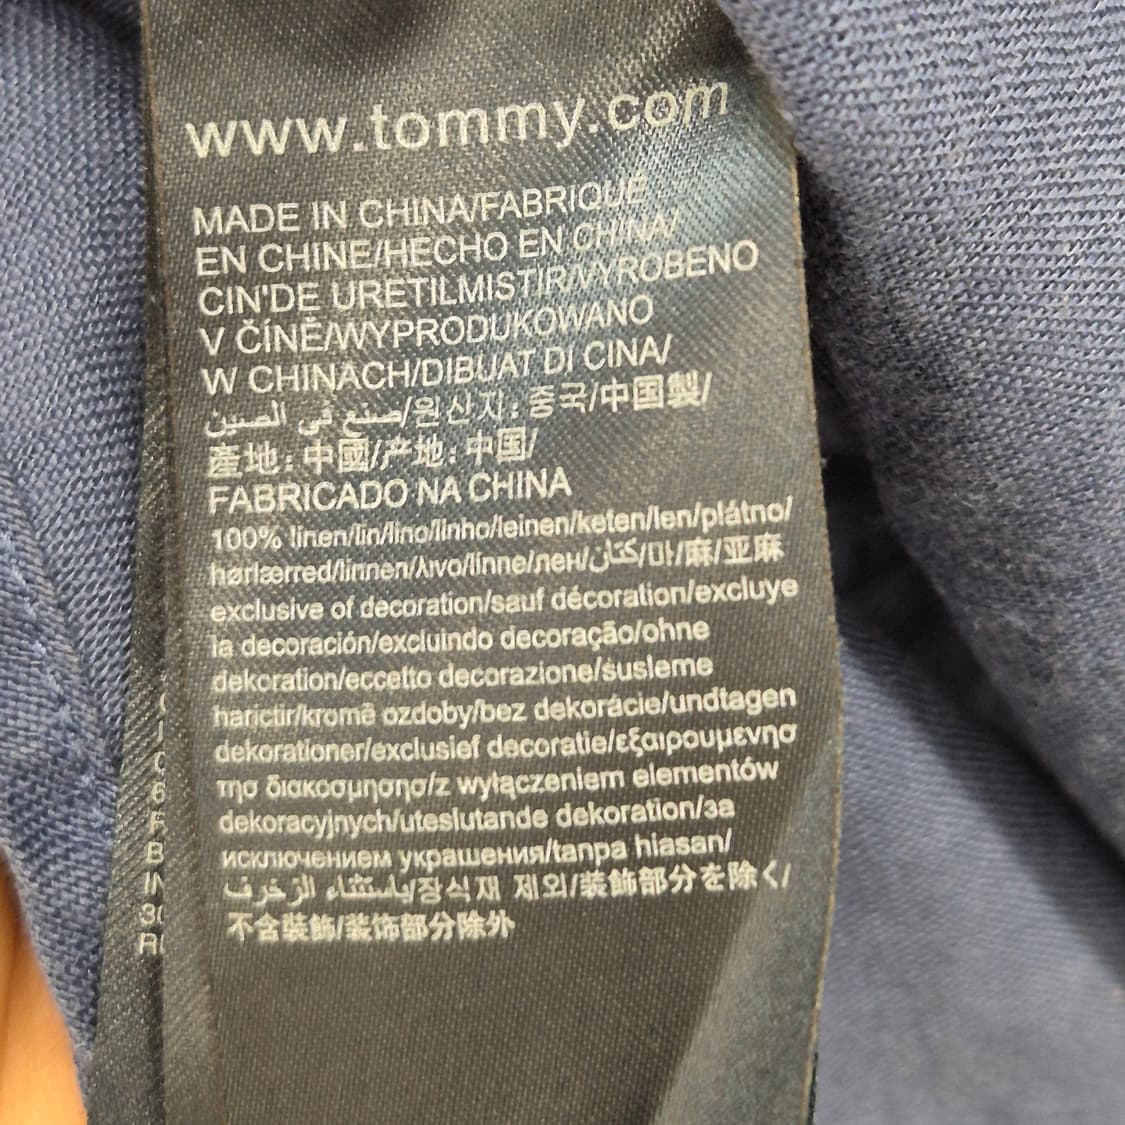 www.tommy.com
MADE IN CHINA/FABRIQUÉ
EN CHINE/HECHO EN CHINA/
CIN'DE URETILMISTIR/VYROBENO
V ČÍNĚ/WYPRODUKOWANO
W CHINACH/DIBUAT DI CINA/
صنع في الصين/원산지: 중국/中国製/
產地: 中國/产地: 中国/
FABRICADO NA CHINA
100% linen/lin/lino/linho/leinen/keten/len/plátno/
hørlærred/linnen/λινο/linne/лен/كتان/마/麻/亚麻
exclusive of decoration/sauf décoration/excluye
la decoración/excluindo decoração/ohne
dekoration/eccetto decorazione/susleme
harictir/kromě ozdoby/bez dekorácie/undtagen
dekorationer/exclusief decoratie/εξαιρουμενησ
τησ διακοσμησησ/z wyłączeniem elementów
dekoracyjnych/uteslutande dekoration/за
исключением украшения/tanpa hiasan/
باستثناء الزخرف/장식재 제외/装飾部分を除く/
不含裝飾/装饰部分除外